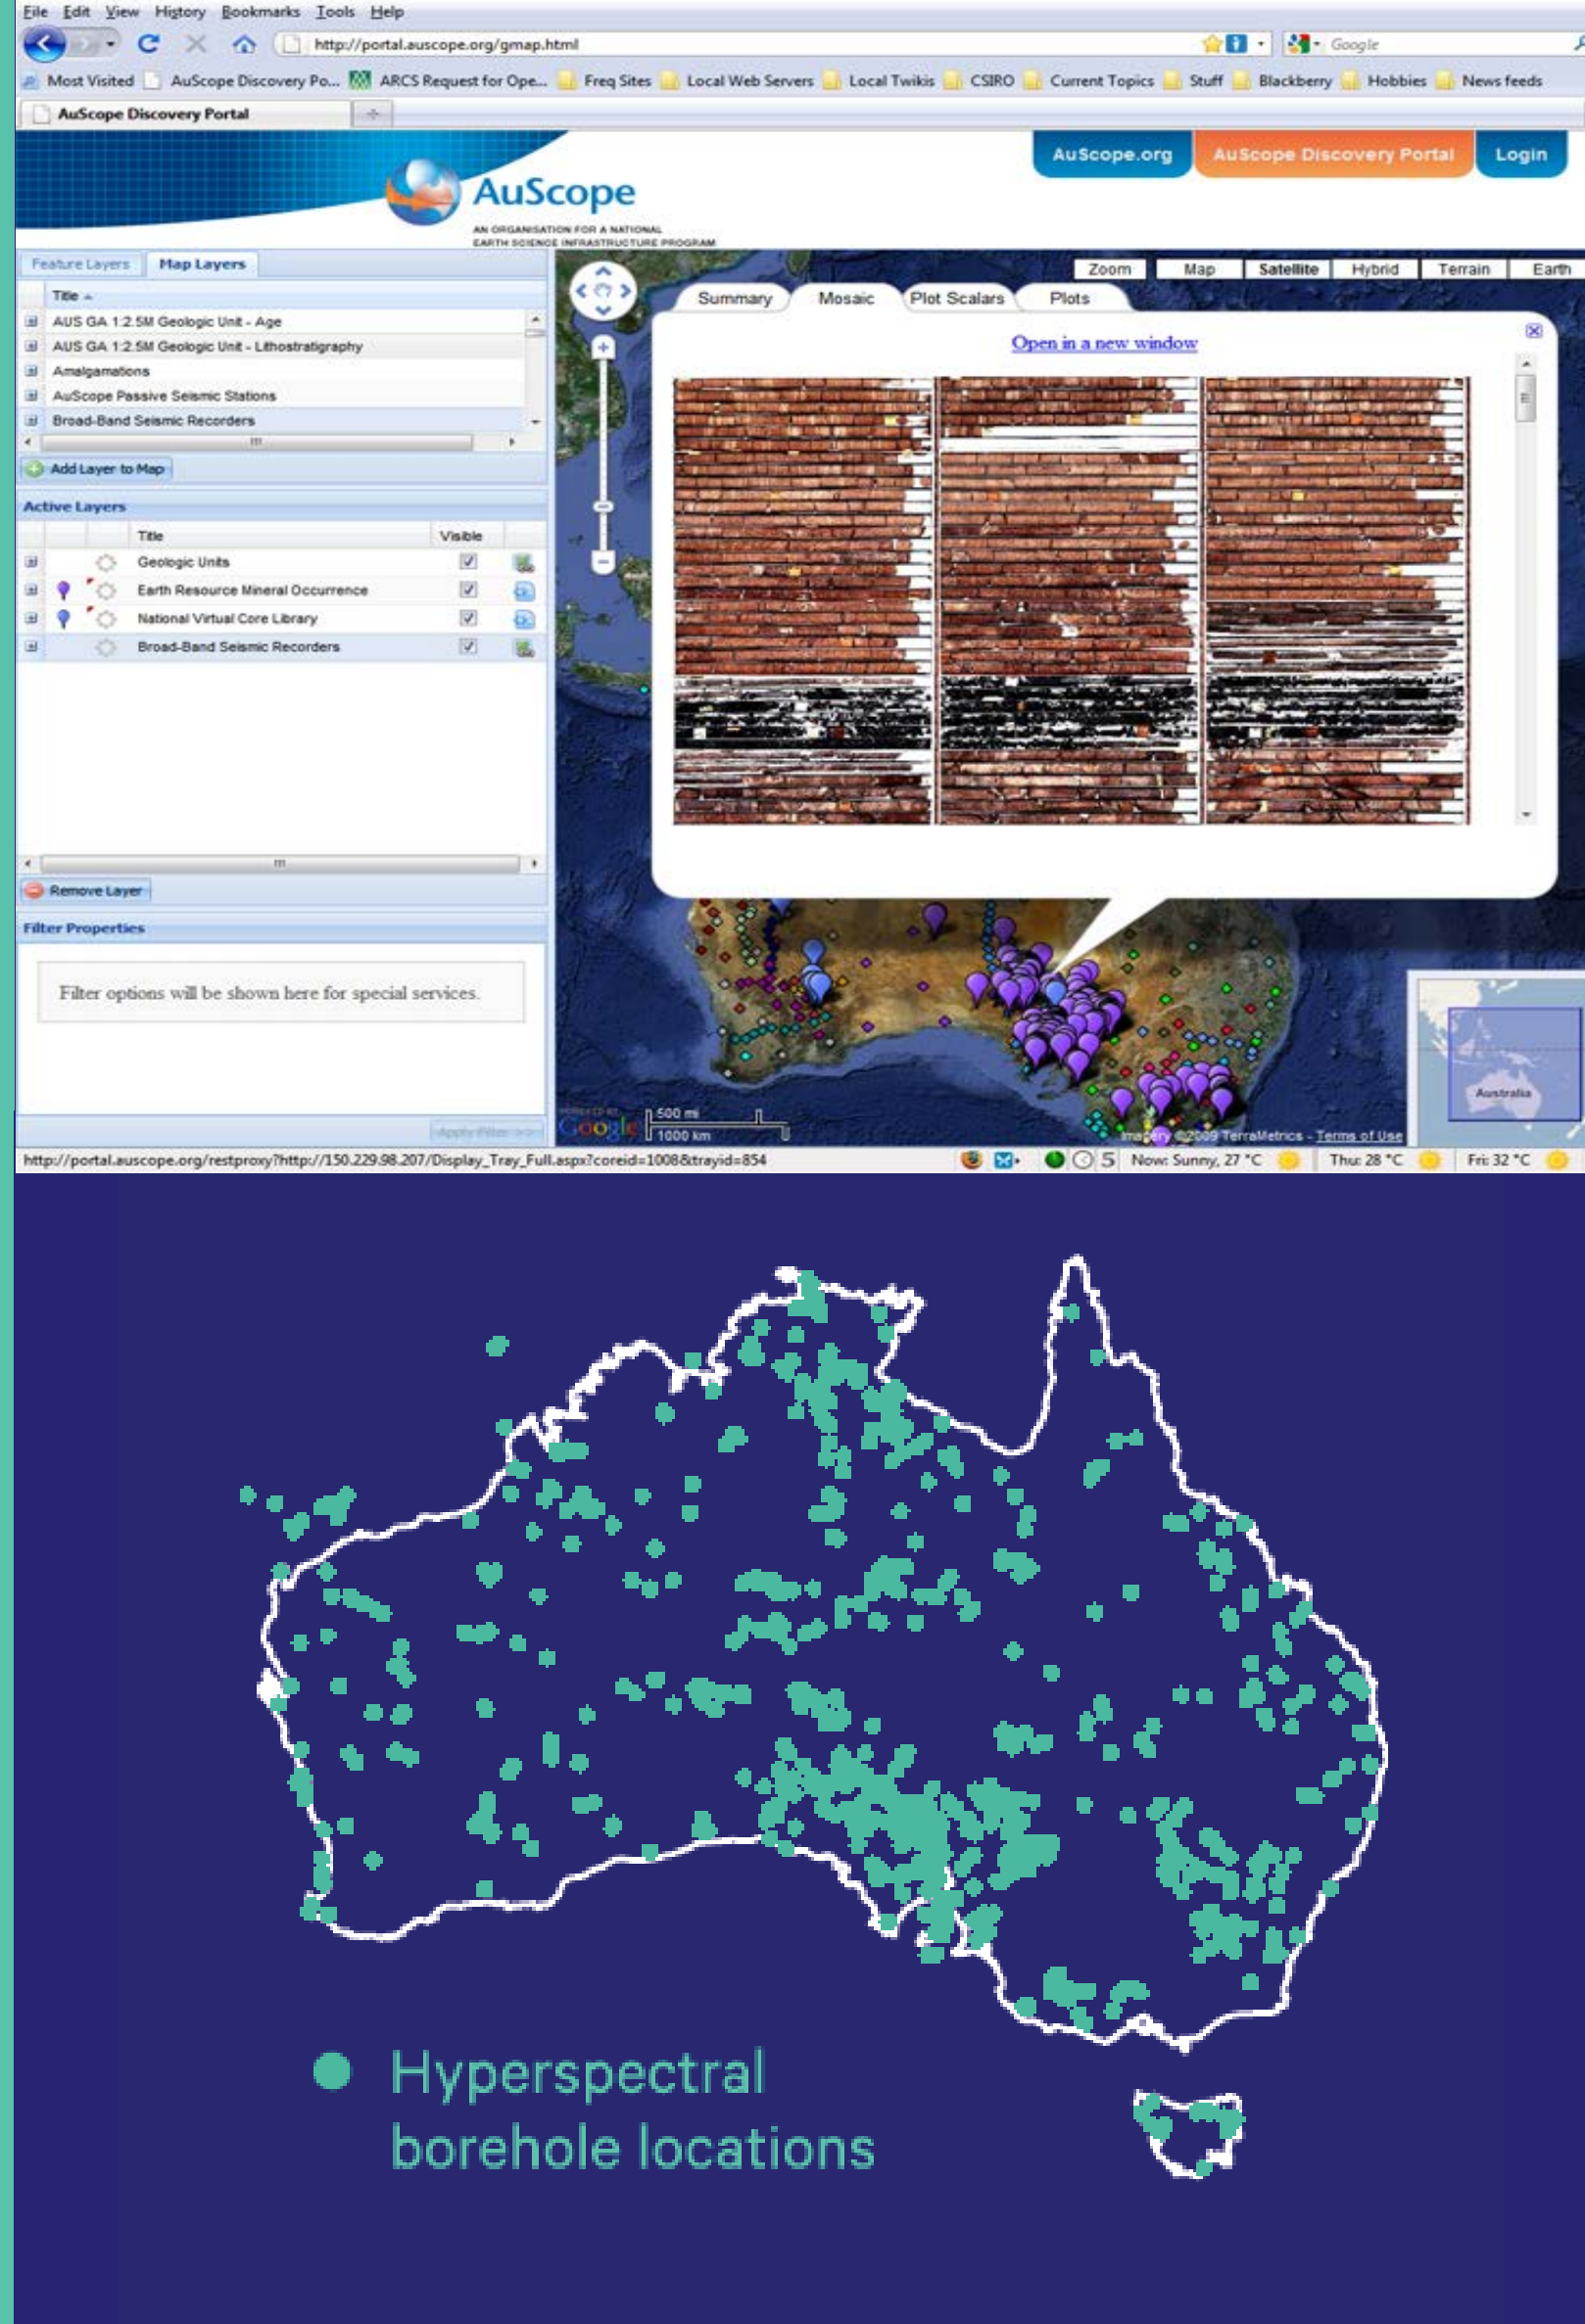 File Edit View History Bookmarks Tools Help
http://portal.auscope.org/gmap.html
Google
Most Visited AuScope Discovery Po... ARCS Request for Ope... Freq Sites Local Web Servers Local Twikis CSIRO Current Topics Stuff Blackberry Hobbies News feeds
AuScope Discovery Portal
AuScope.org AuScope Discovery Portal Login
AuScope
AN ORGANISATION FOR A NATIONAL
EARTH SCIENCE INFRASTRUCTURE PROGRAM
Feature Layers Map Layers
Title
AUS GA 1:2.5M Geologic Unit - Age
AUS GA 1:2.5M Geologic Unit - Lithostratigraphy
Amalgamations
AuScope Passive Seismic Stations
Broad-Band Seismic Recorders
Add Layer to Map
Active Layers
Title Visible
Geologic Units
Earth Resource Mineral Occurrence
National Virtual Core Library
Broad-Band Seismic Recorders
Remove Layer
Filter Properties
Filter options will be shown here for special services.
Apply Filter >>
Zoom Map Satellite Hybrid Terrain Earth
Summary Mosaic Plot Scalars Plots
Open in a new window
POWERED BY
Google
500 mi
1000 km
Australia
Imagery ©2009 TerraMetrics - Terms of Use
http://portal.auscope.org/restproxy?http://150.229.98.207/Display_Tray_Full.aspx?coreid=1008&trayid=854
5 Now: Sunny, 27 °C Thu: 28 °C Fri: 32 °C
Hyperspectral
borehole locations